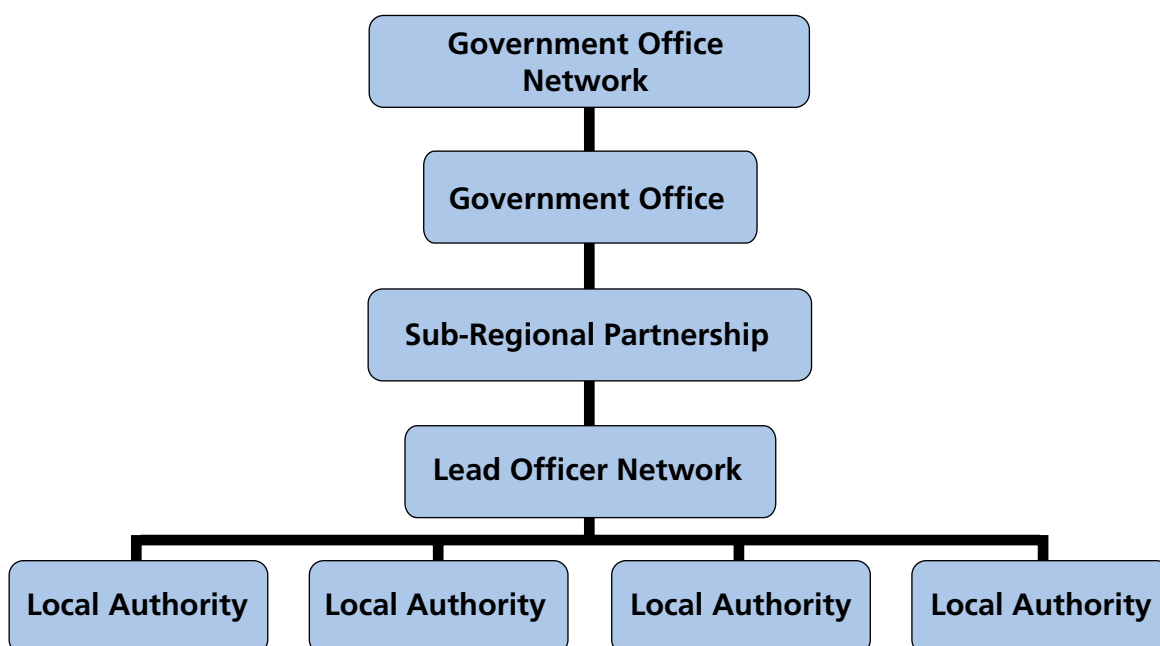 Government Office
Network
Government Office
Sub-Regional Partnership
Lead Officer Network
Local Authority
Local Authority
Local Authority
Local Authority